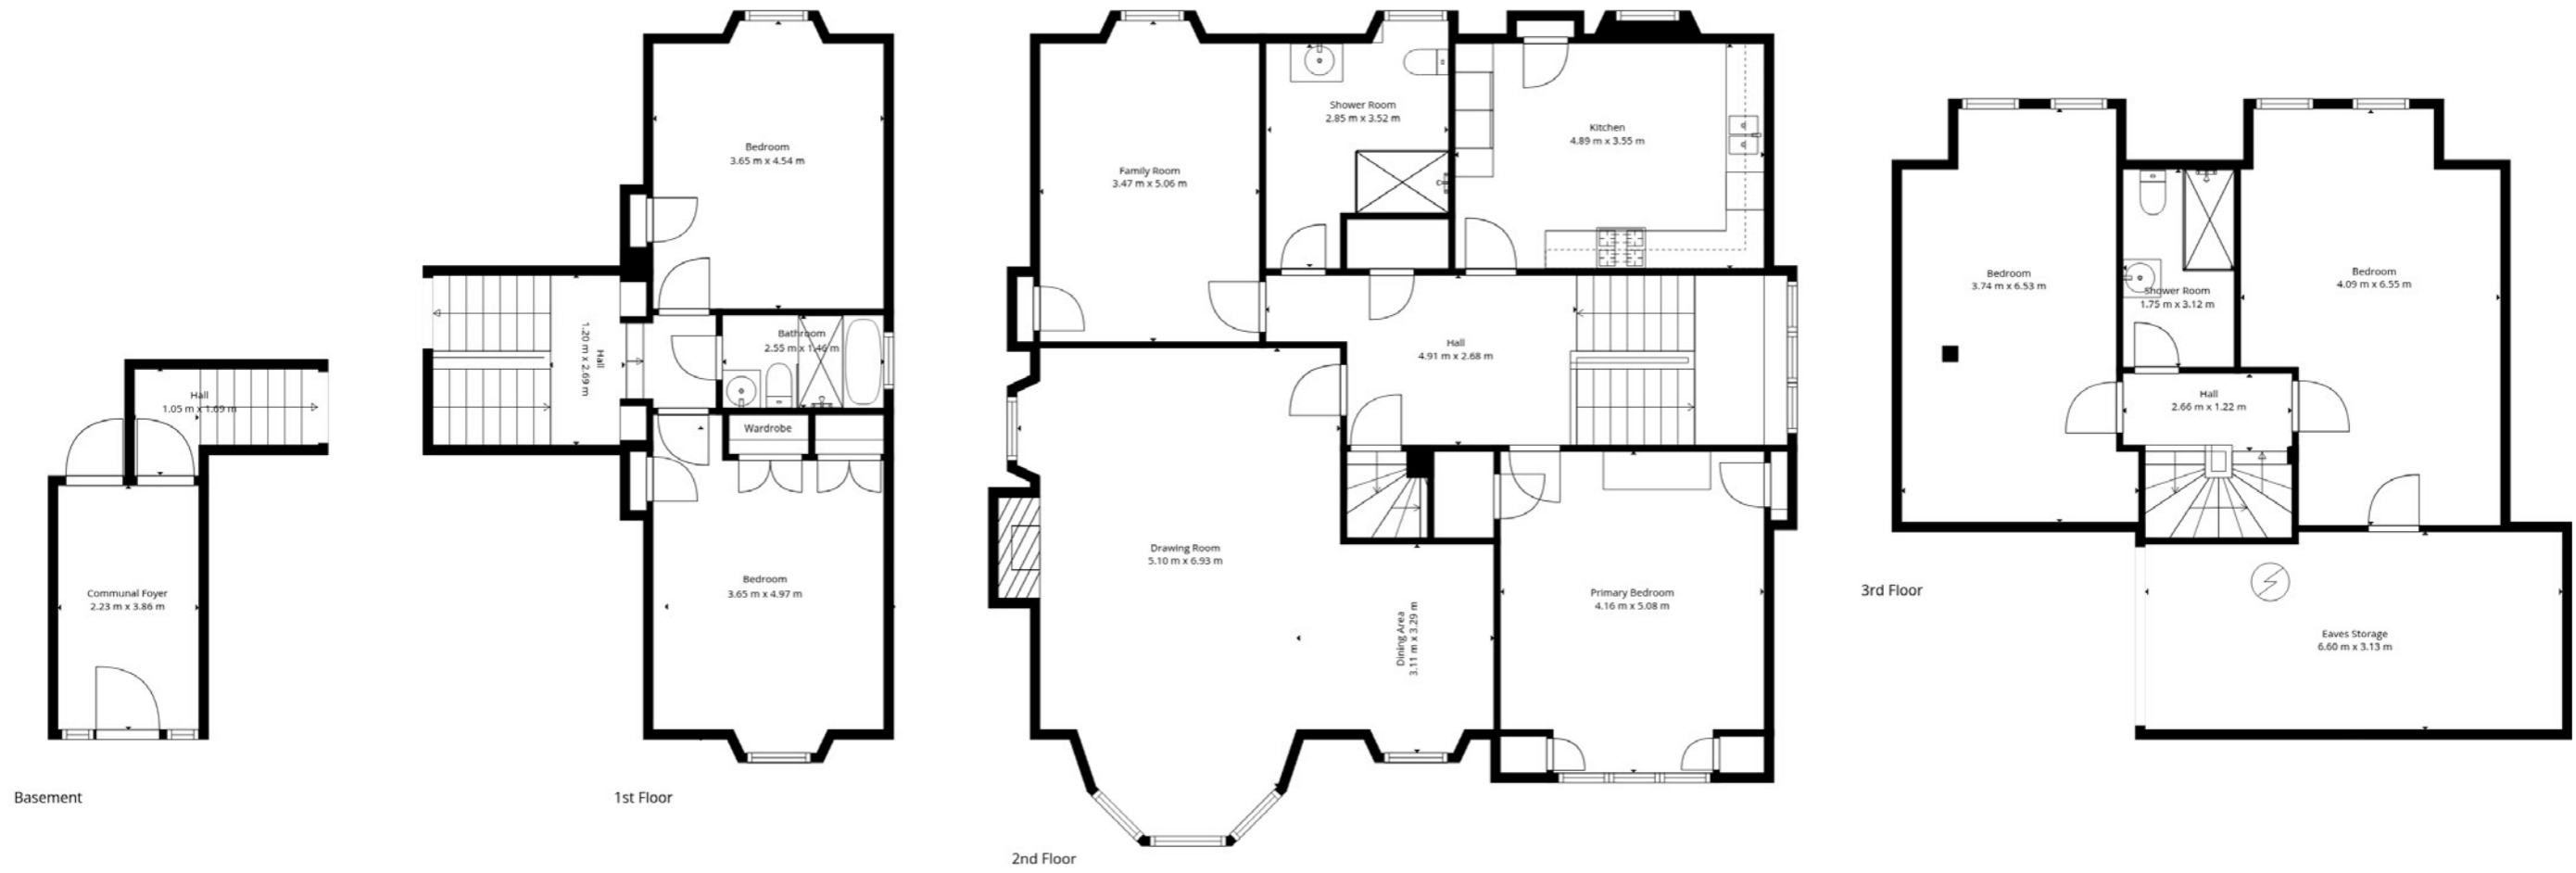 Hall
1.05 m x 1.69 m
Communal Foyer
2.23 m x 3.86 m
Basement
Bedroom
3.65 m x 4.54 m
Hall
1.20 m x 2.69 m
Bathroom
2.55 m x 1.46 m
Wardrobe
Bedroom
3.65 m x 4.97 m
1st Floor
Family Room
3.47 m x 5.06 m
Shower Room
2.85 m x 3.52 m
Kitchen
4.89 m x 3.55 m
Hall
4.91 m x 2.68 m
Drawing Room
5.10 m x 6.93 m
Dining Area
3.11 m x 3.29 m
Primary Bedroom
4.16 m x 5.08 m
2nd Floor
Bedroom
3.74 m x 6.53 m
Shower Room
1.75 m x 3.12 m
Bedroom
4.09 m x 6.55 m
Hall
2.66 m x 1.22 m
Eaves Storage
6.60 m x 3.13 m
3rd Floor